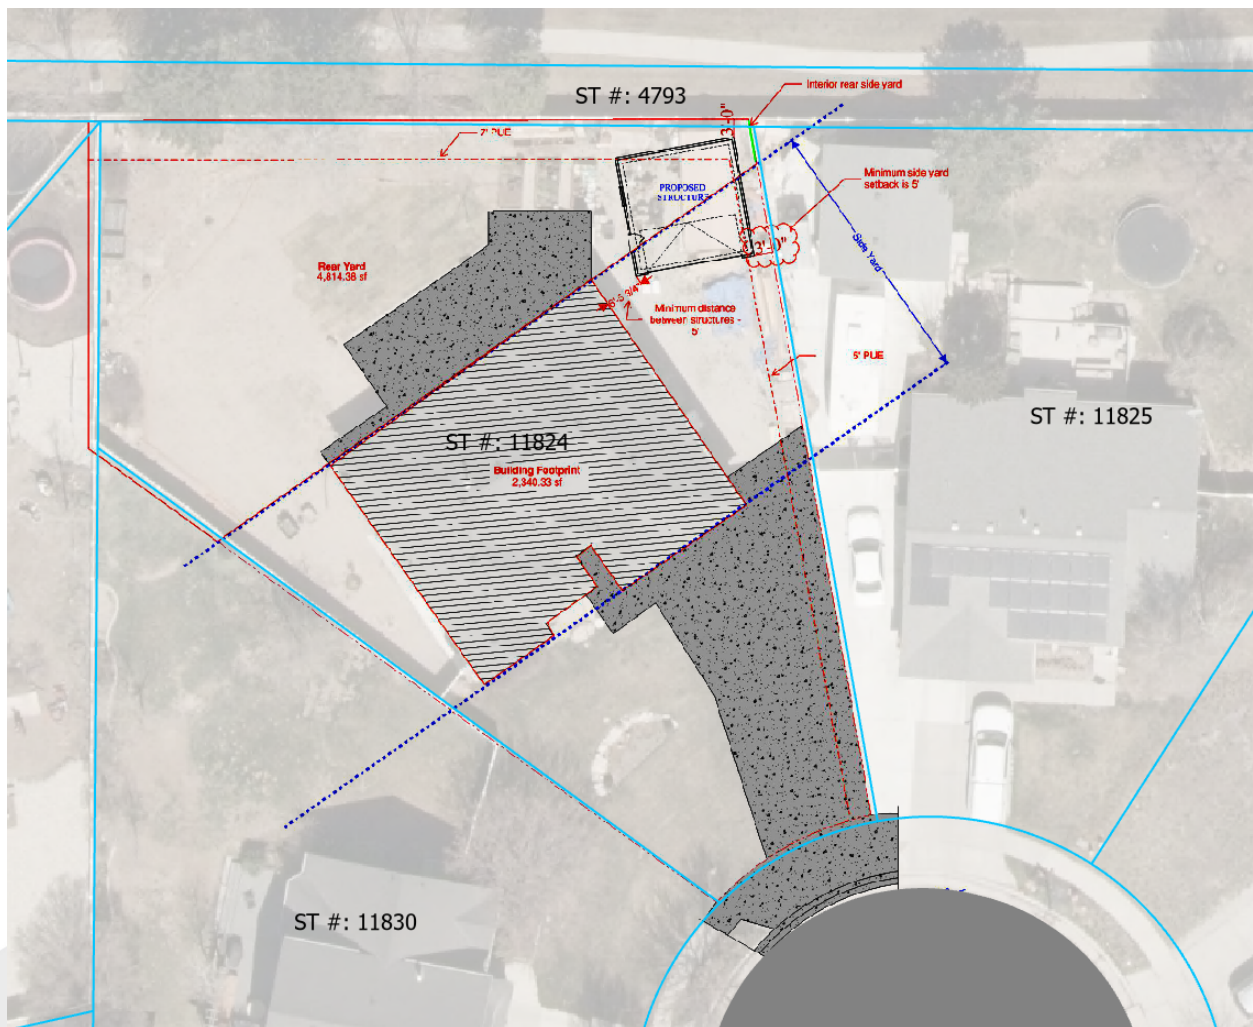 Interior rear side yard
ST #: 4793
3'-0"
7' PUE
Minimum side yard
setback is 5'
PROPOSED
STRUCTURE
Side Yard
3'-0"
Rear Yard
4,814.38 sf
Minimum distance
between structures -
5'
5' PUE
ST #: 11825
ST #: 11824
Building Footprint
2,340.33 sf
ST #: 11830